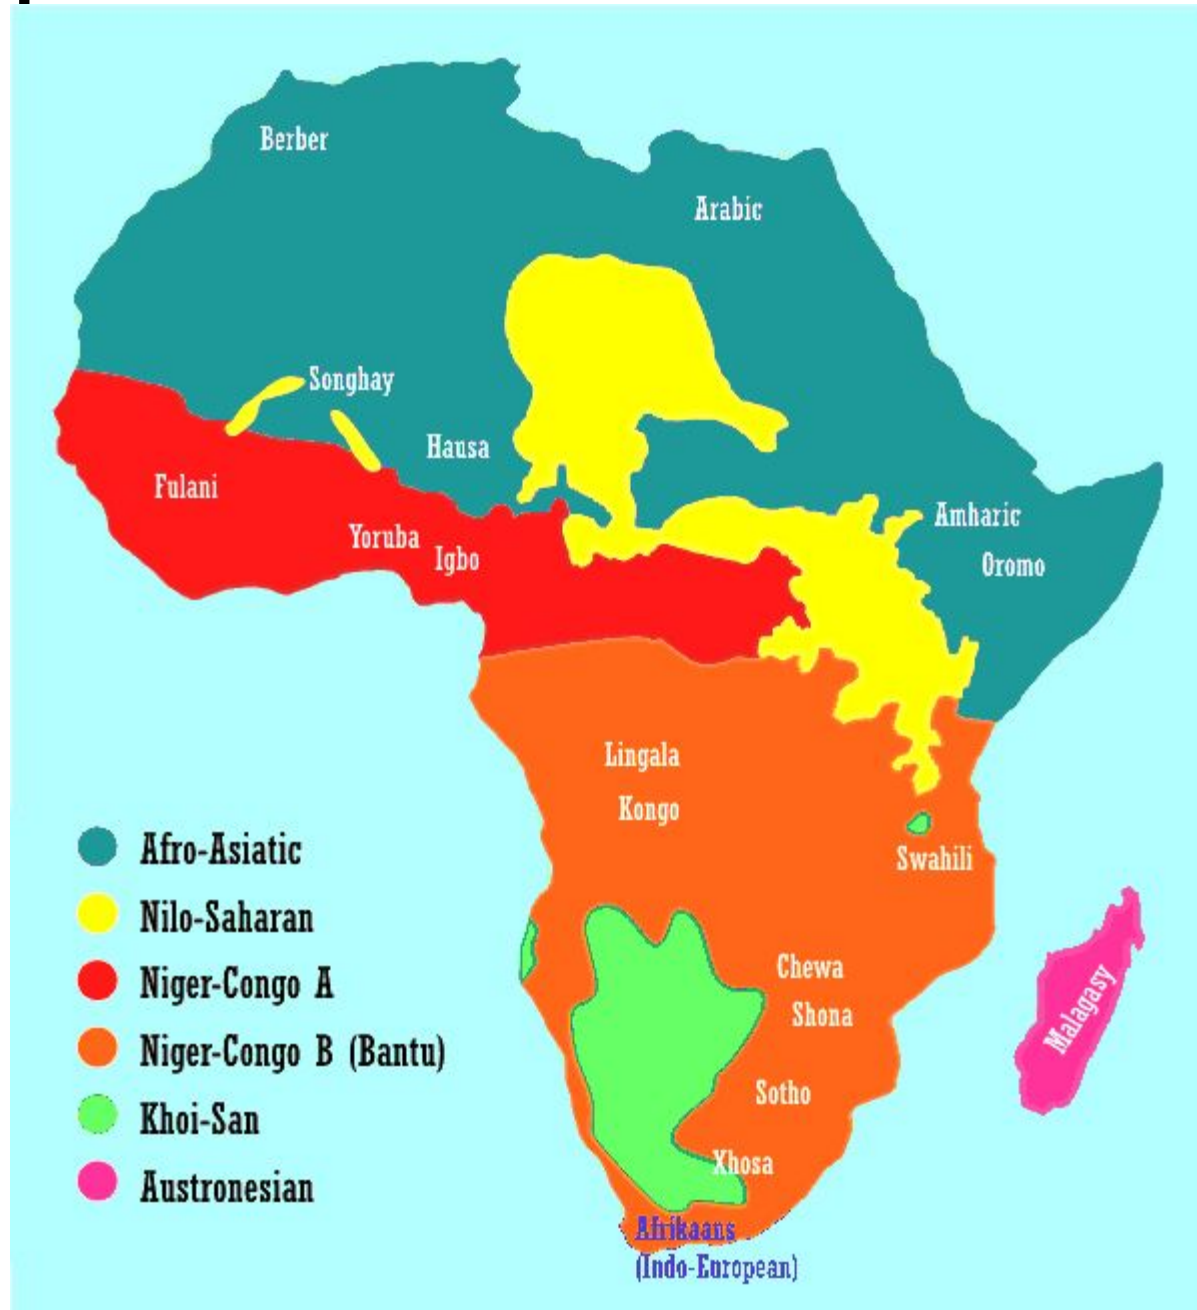 Berber
Arabic
Songhay
Hausa
Fulani
Yoruba
Igbo
Amharic
Oromo
Lingala
Kongo
Swahili
Chewa
Shona
Malagasy
Sotho
Xhosa
Afrikaans
(Indo-European)
Afro-Asiatic
Nilo-Saharan
Niger-Congo A
Niger-Congo B (Bantu)
Khoi-San
Austronesian